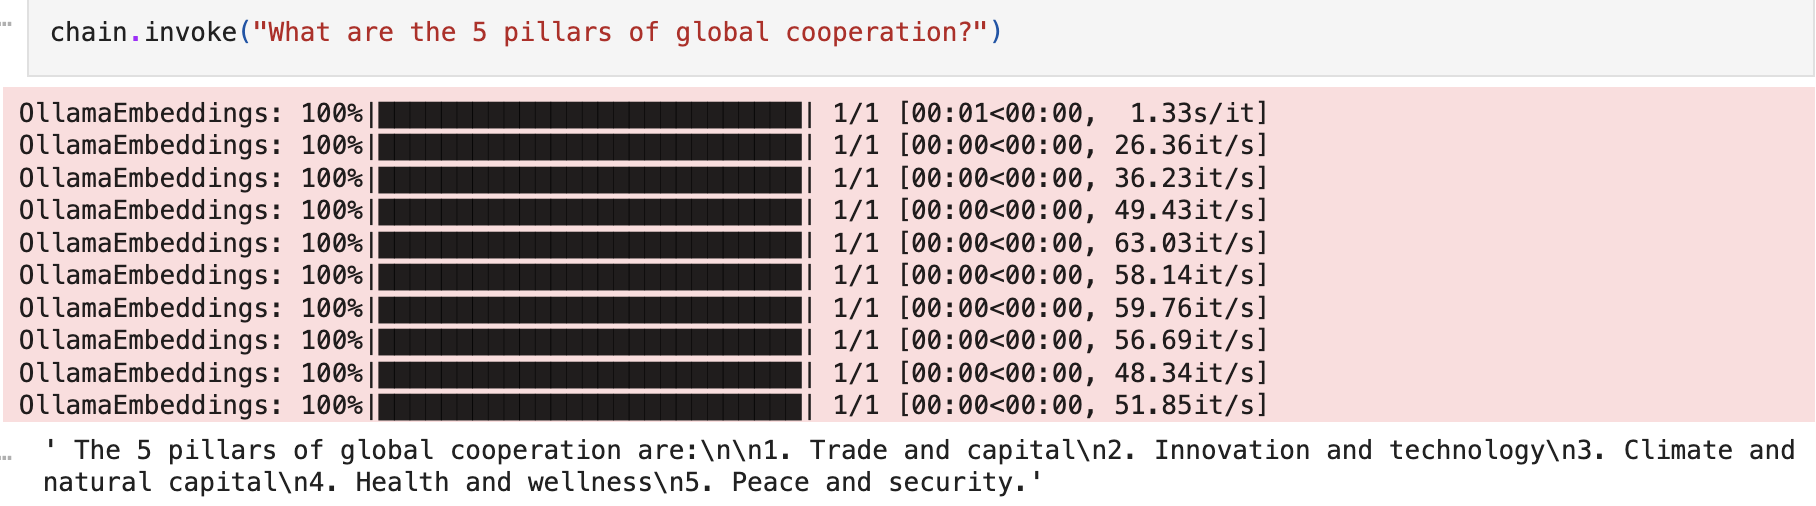 chain.invoke("What are the 5 pillars of global cooperation?")
OllamaEmbeddings: 100%|██████████| 1/1 [00:01<00:00,  1.33s/it]
OllamaEmbeddings: 100%|██████████| 1/1 [00:00<00:00, 26.36it/s]
OllamaEmbeddings: 100%|██████████| 1/1 [00:00<00:00, 36.23it/s]
OllamaEmbeddings: 100%|██████████| 1/1 [00:00<00:00, 49.43it/s]
OllamaEmbeddings: 100%|██████████| 1/1 [00:00<00:00, 63.03it/s]
OllamaEmbeddings: 100%|██████████| 1/1 [00:00<00:00, 58.14it/s]
OllamaEmbeddings: 100%|██████████| 1/1 [00:00<00:00, 59.76it/s]
OllamaEmbeddings: 100%|██████████| 1/1 [00:00<00:00, 56.69it/s]
OllamaEmbeddings: 100%|██████████| 1/1 [00:00<00:00, 48.34it/s]
OllamaEmbeddings: 100%|██████████| 1/1 [00:00<00:00, 51.85it/s]
' The 5 pillars of global cooperation are:\n\n1. Trade and capital\n2. Innovation and technology\n3. Climate and
natural capital\n4. Health and wellness\n5. Peace and security.'